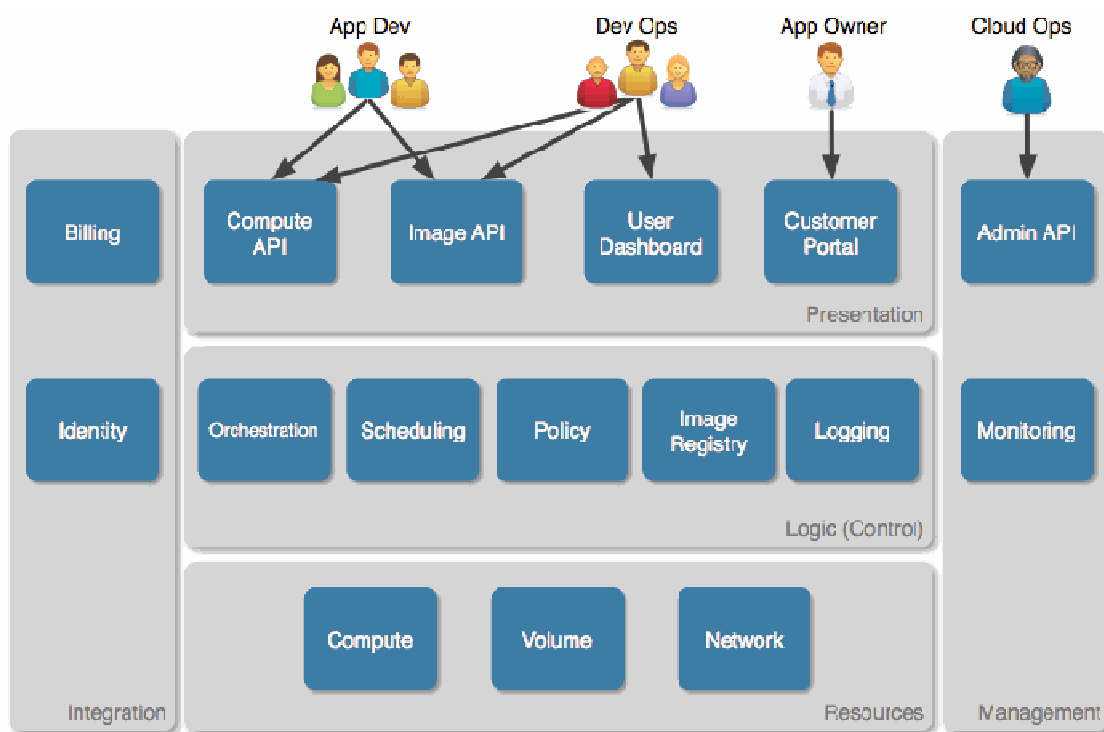 App Dev
Dev Ops
App Owner
Cloud Ops
Billing
Compute
API
Image API
User
Dashboard
Customer
Portal
Admin API
Presentation
Identity
Orchestration
Scheduling
Policy
Image
Registry
Logging
Monitoring
Logic (Control)
Compute
Volume
Network
Integration
Resources
Management